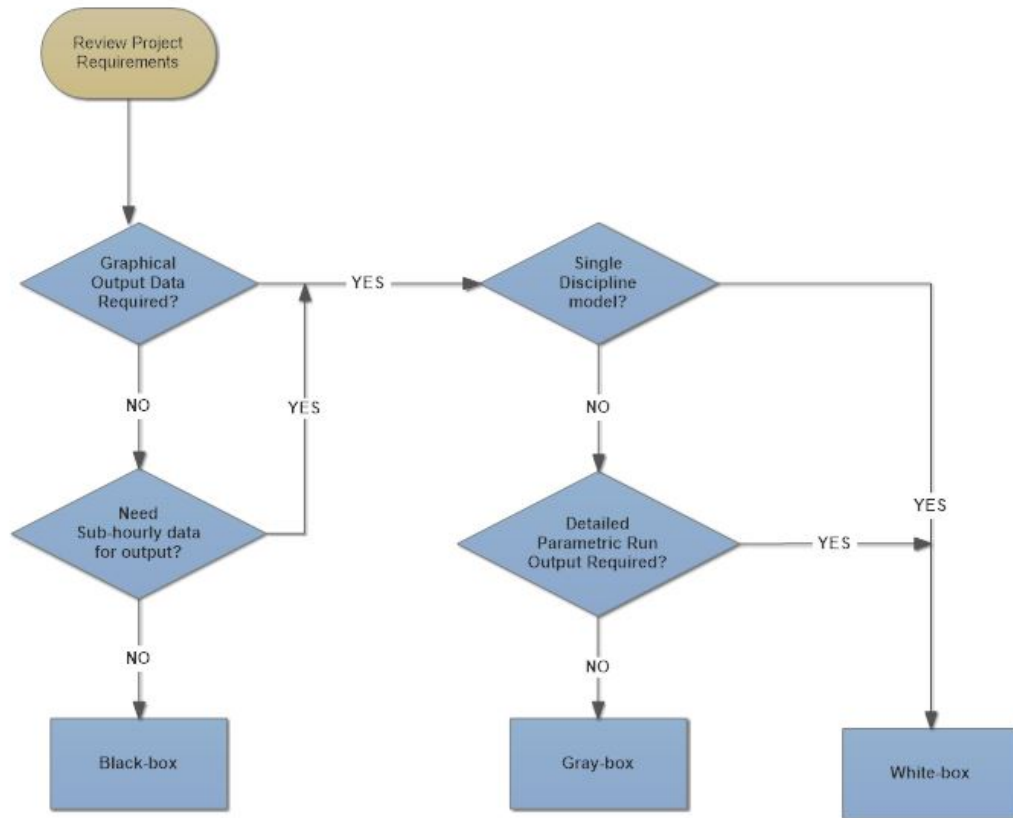 Review Project
Requirements
Graphical
Output Data
Required?
YES
Single
Discipline
model?
NO
YES
NO
Need
Sub-hourly data
for output?
Detailed
Parametric Run
Output Required?
YES
YES
NO
NO
Black-box
Gray-box
White-box